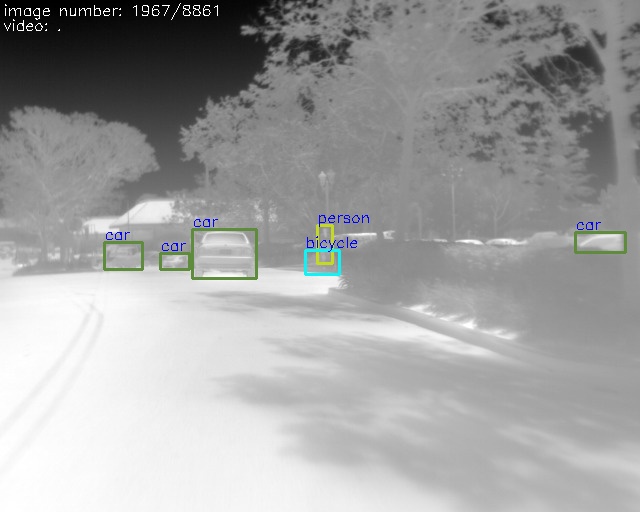 image number: 1967/8861
video: .
person
car
car
bicycle
car
car